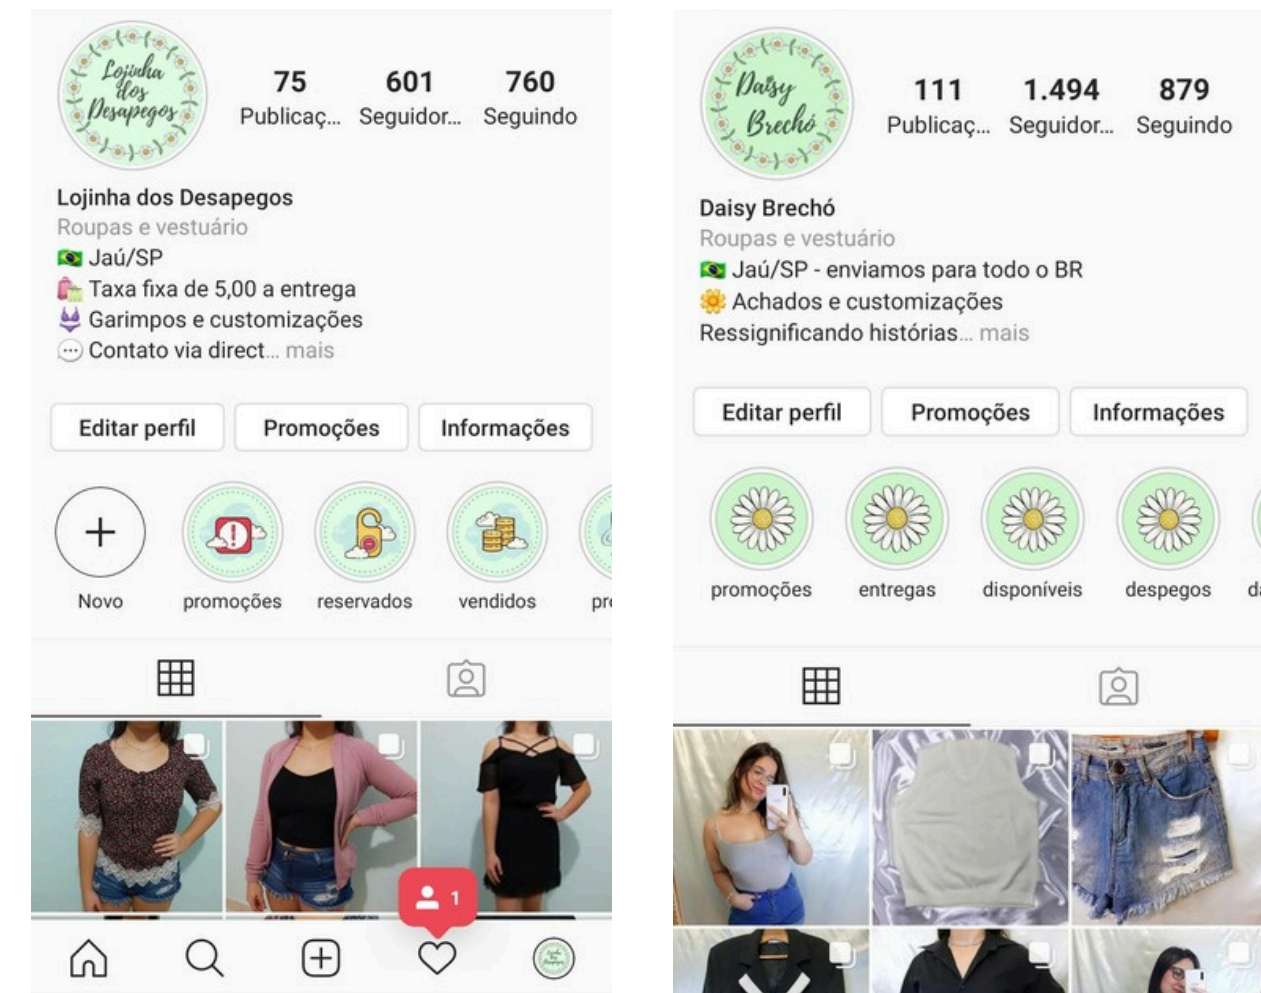 Lojinha
dos
Desapegos
75 601 760
Publicaç... Seguidor... Seguindo
Lojinha dos Desapegos
Roupas e vestuário
🇧🇷 Jaú/SP
🛍️ Taxa fixa de 5,00 a entrega
👙 Garimpos e customizações
💬 Contato via direct... mais
Editar perfil Promoções Informações
Novo promoções reservados vendidos pr
1
Daisy
Brechó
111 1.494 879
Publicaç... Seguidor... Seguindo
Daisy Brechó
Roupas e vestuário
🇧🇷 Jaú/SP - enviamos para todo o BR
🌼 Achados e customizações
Ressignificando histórias... mais
Editar perfil Promoções Informações
promoções entregas disponíveis despegos d